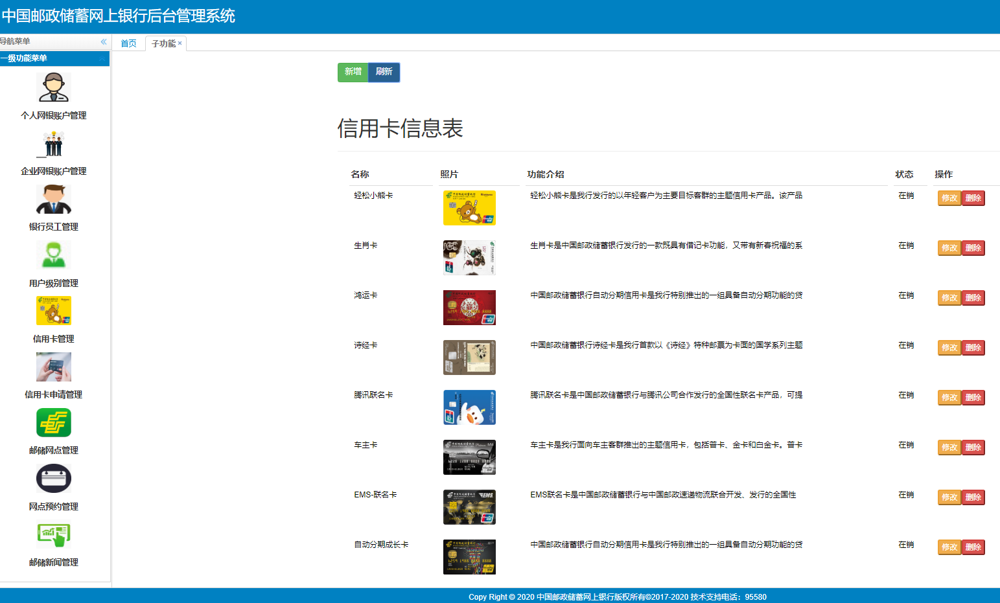 中国邮政储蓄网上银行后台管理系统
导航菜单
首页
子功能
一级功能菜单
个人网银账户管理
企业网银账户管理
银行员工管理
用户级别管理
信用卡管理
信用卡申请管理
邮储网点管理
网点预约管理
邮储新闻管理
新增 刷新
信用卡信息表
名称 照片 功能介绍 状态 操作
轻松小熊卡 轻松小熊卡是我行发行的以年轻客户为主要目标客群的主题信用卡产品。该产品 在销 修改 删除
生肖卡 生肖卡是中国邮政储蓄银行发行的一款既具有借记卡功能，又带有新春祝福的系 在销 修改 删除
鸿运卡 中国邮政储蓄银行自动分期信用卡是我行特别推出的一组具备自动分期功能的贷 在销 修改 删除
诗经卡 中国邮政储蓄银行诗经卡是我行首款以《诗经》特种邮票为卡面的国学系列主题 在销 修改 删除
腾讯联名卡 腾讯联名卡是中国邮政储蓄银行与腾讯公司合作发行的全国性联名卡产品，可提 在销 修改 删除
车主卡 车主卡是我行面向车主客群推出的主题信用卡，包括普卡、金卡和白金卡。普卡 在销 修改 删除
EMS-联名卡 EMS联名卡是中国邮政储蓄银行与中国邮政速递物流联合开发、发行的全国性 在销 修改 删除
自动分期成长卡 中国邮政储蓄银行自动分期信用卡是我行特别推出的一组具备自动分期功能的贷 在销 修改 删除
Copy Right © 2020 中国邮政储蓄网上银行版权所有©2017-2020 技术支持电话：95580